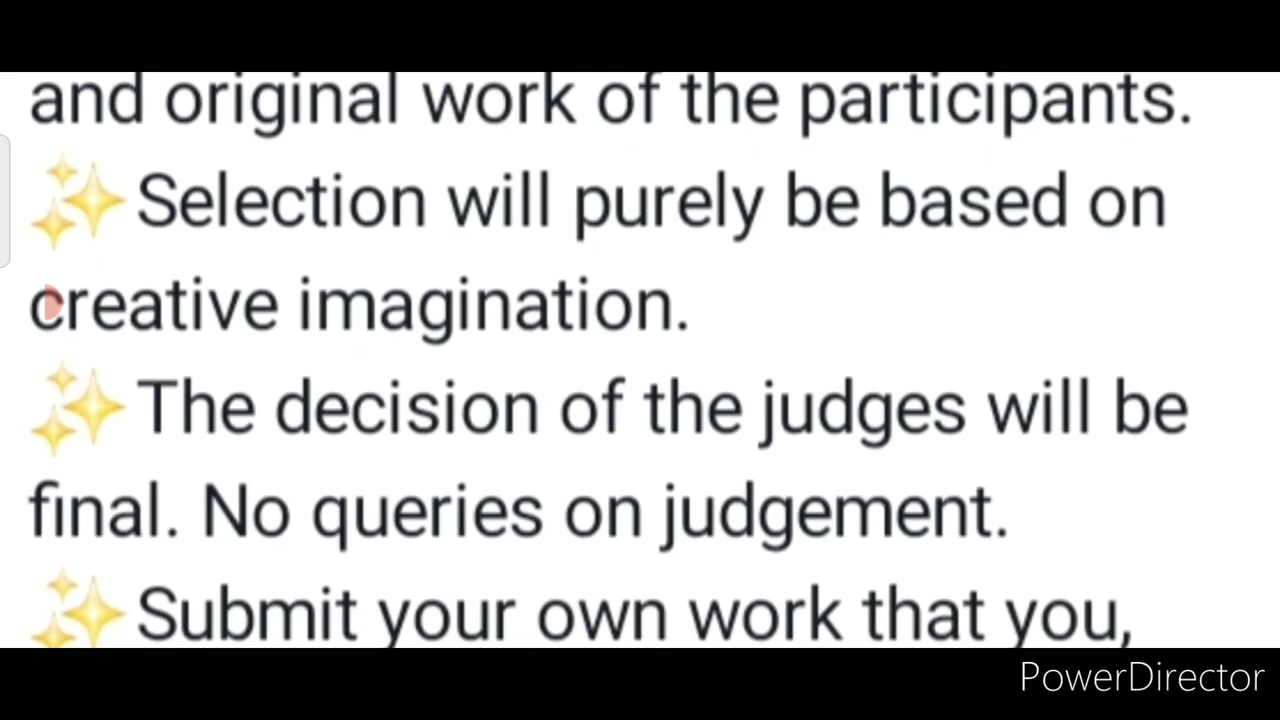 and original work of the participants.
✨Selection will purely be based on
creative imagination.
✨The decision of the judges will be
final. No queries on judgement.
✨Submit your own work that you,
PowerDirector